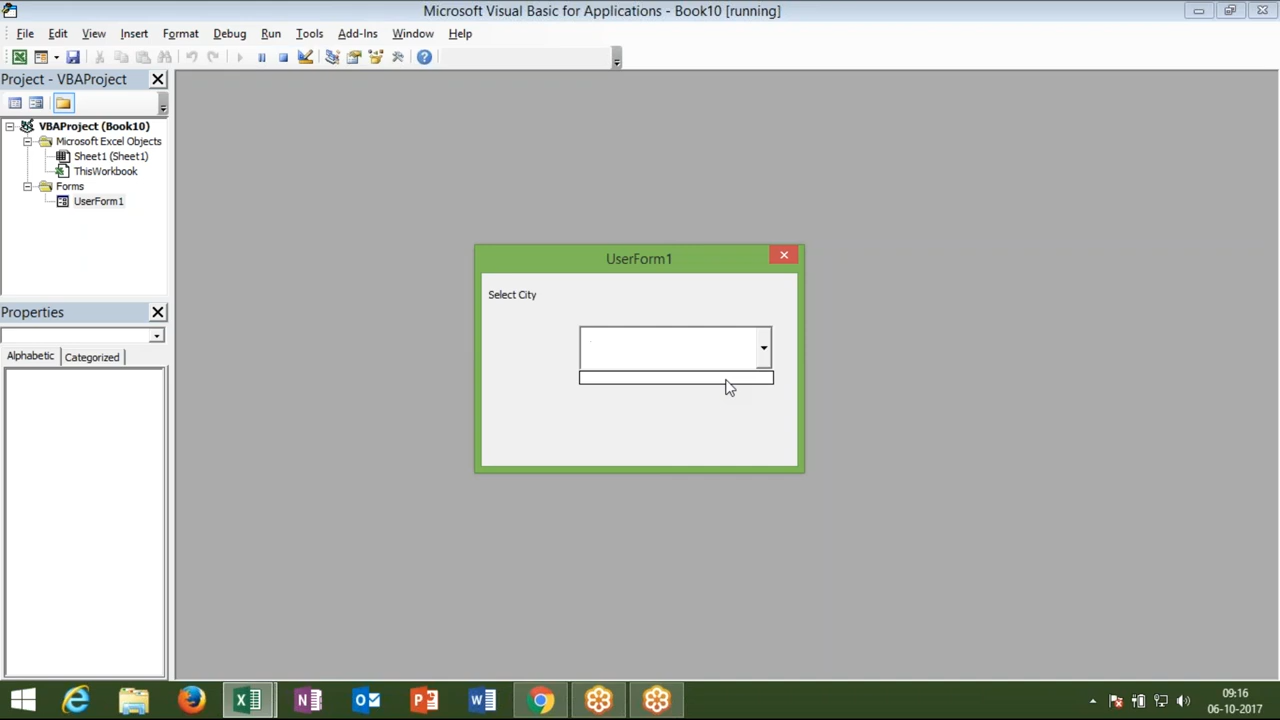 Microsoft Visual Basic for Applications - Book10 [running]
File Edit View Insert Format Debug Run Tools Add-Ins Window Help
Project - VBAProject
VBAProject (Book10)
Microsoft Excel Objects
Sheet1 (Sheet1)
ThisWorkbook
Forms
UserForm1
Properties
Alphabetic Categorized
UserForm1
Select City
09:16
06-10-2017